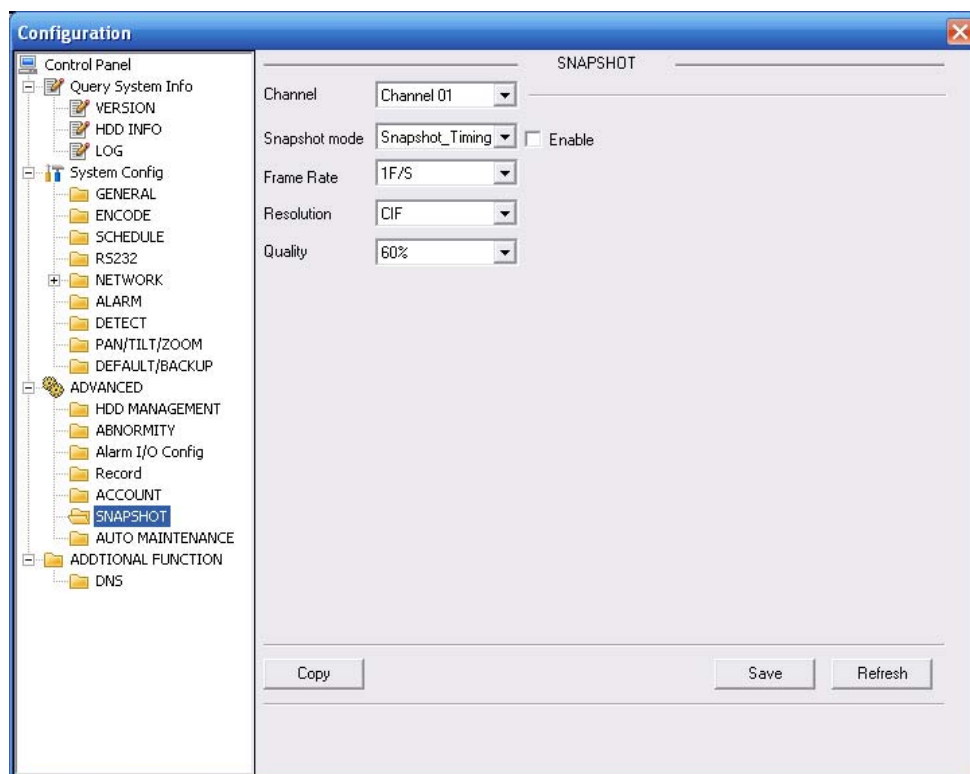 Configuration
Control Panel
Query System Info
VERSION
HDD INFO
LOG
System Config
GENERAL
ENCODE
SCHEDULE
RS232
NETWORK
ALARM
DETECT
PAN/TILT/ZOOM
DEFAULT/BACKUP
ADVANCED
HDD MANAGEMENT
ABNORMITY
Alarm I/O Config
Record
ACCOUNT
SNAPSHOT
AUTO MAINTENANCE
ADDTIONAL FUNCTION
DNS
SNAPSHOT
Channel Channel 01
Snapshot mode Snapshot_Timing Enable
Frame Rate 1F/S
Resolution CIF
Quality 60%
Copy Save Refresh